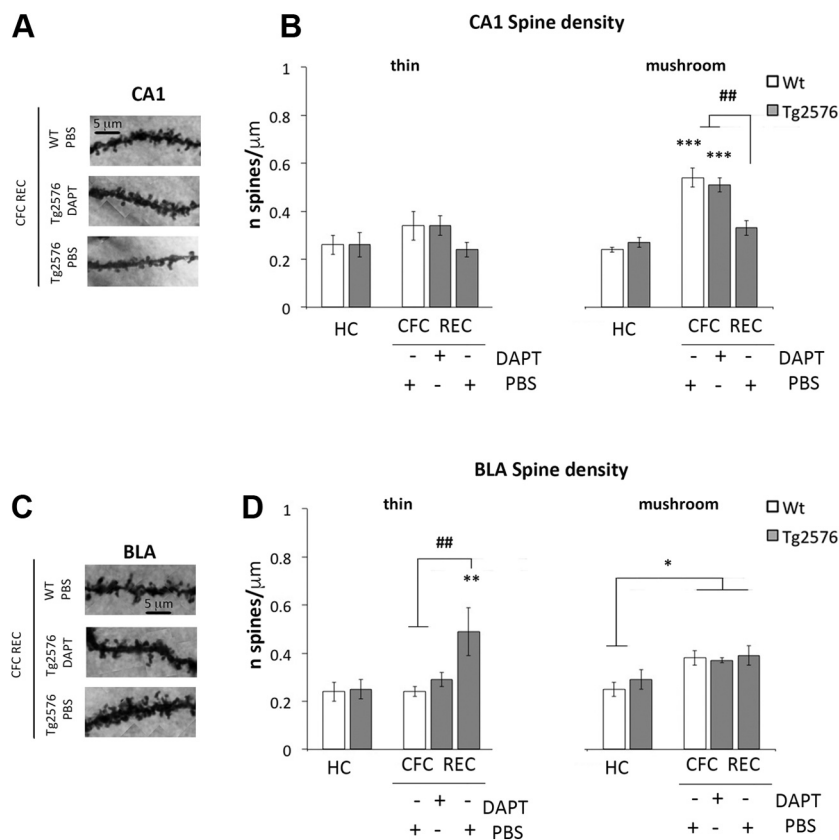 A
CA1
5 μm
CFC REC
WT
PBS
Tg2576
DAPT
Tg2576
PBS
B
CA1 Spine density
thin
mushroom
Wt
Tg2576
n spines/μm
1
0.8
0.6
0.4
0.2
0
***
***
##
HC
CFC REC
HC
CFC REC
- + - DAPT
+ - + PBS
- + - DAPT
+ - + PBS
C
BLA
5 μm
CFC REC
WT
PBS
Tg2576
DAPT
Tg2576
PBS
D
BLA Spine density
thin
mushroom
Wt
Tg2576
n spines/μm
1
0.8
0.6
0.4
0.2
0
##
**
*
HC
CFC REC
HC
CFC REC
- + - DAPT
+ - + PBS
- + - DAPT
+ - + PBS